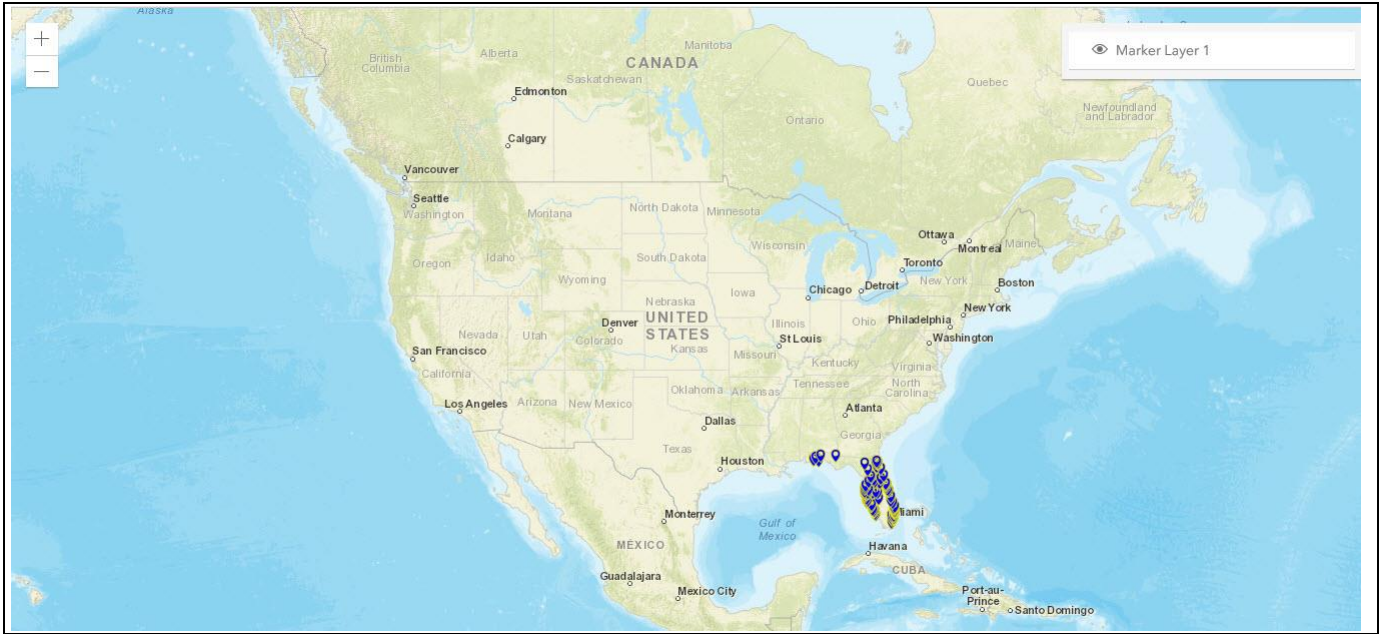 Alaska
+
−
Marker Layer 1
British
Columbia
Alberta
Manitoba
CANADA
Saskatchewan
Quebec
Edmonton
Newfoundland
and Labrador
Ontario
Calgary
Vancouver
Seattle
Washington
Montana
North Dakota
Minnesota
Ottawa
Montreal
Maine
Wisconsin
Oregon
Idaho
South Dakota
Toronto
Wyoming
New York
Boston
Iowa
Chicago
Detroit
Nebraska
New York
UNITED
STATES
Denver
Illinois
Ohio
Philadelphia
Nevada
Utah
Colorado
St Louis
Washington
San Francisco
Kansas
Missouri
Kentucky
Virginia
California
Oklahoma
Arkansas
Tennessee
North
Carolina
Los Angeles
Arizona
New Mexico
Atlanta
Dallas
Georgia
Texas
Houston
Monterrey
Miami
Gulf of
Mexico
MÉXICO
Havana
CUBA
Guadalajara
Mexico City
Port-au-
Prince
Santo Domingo